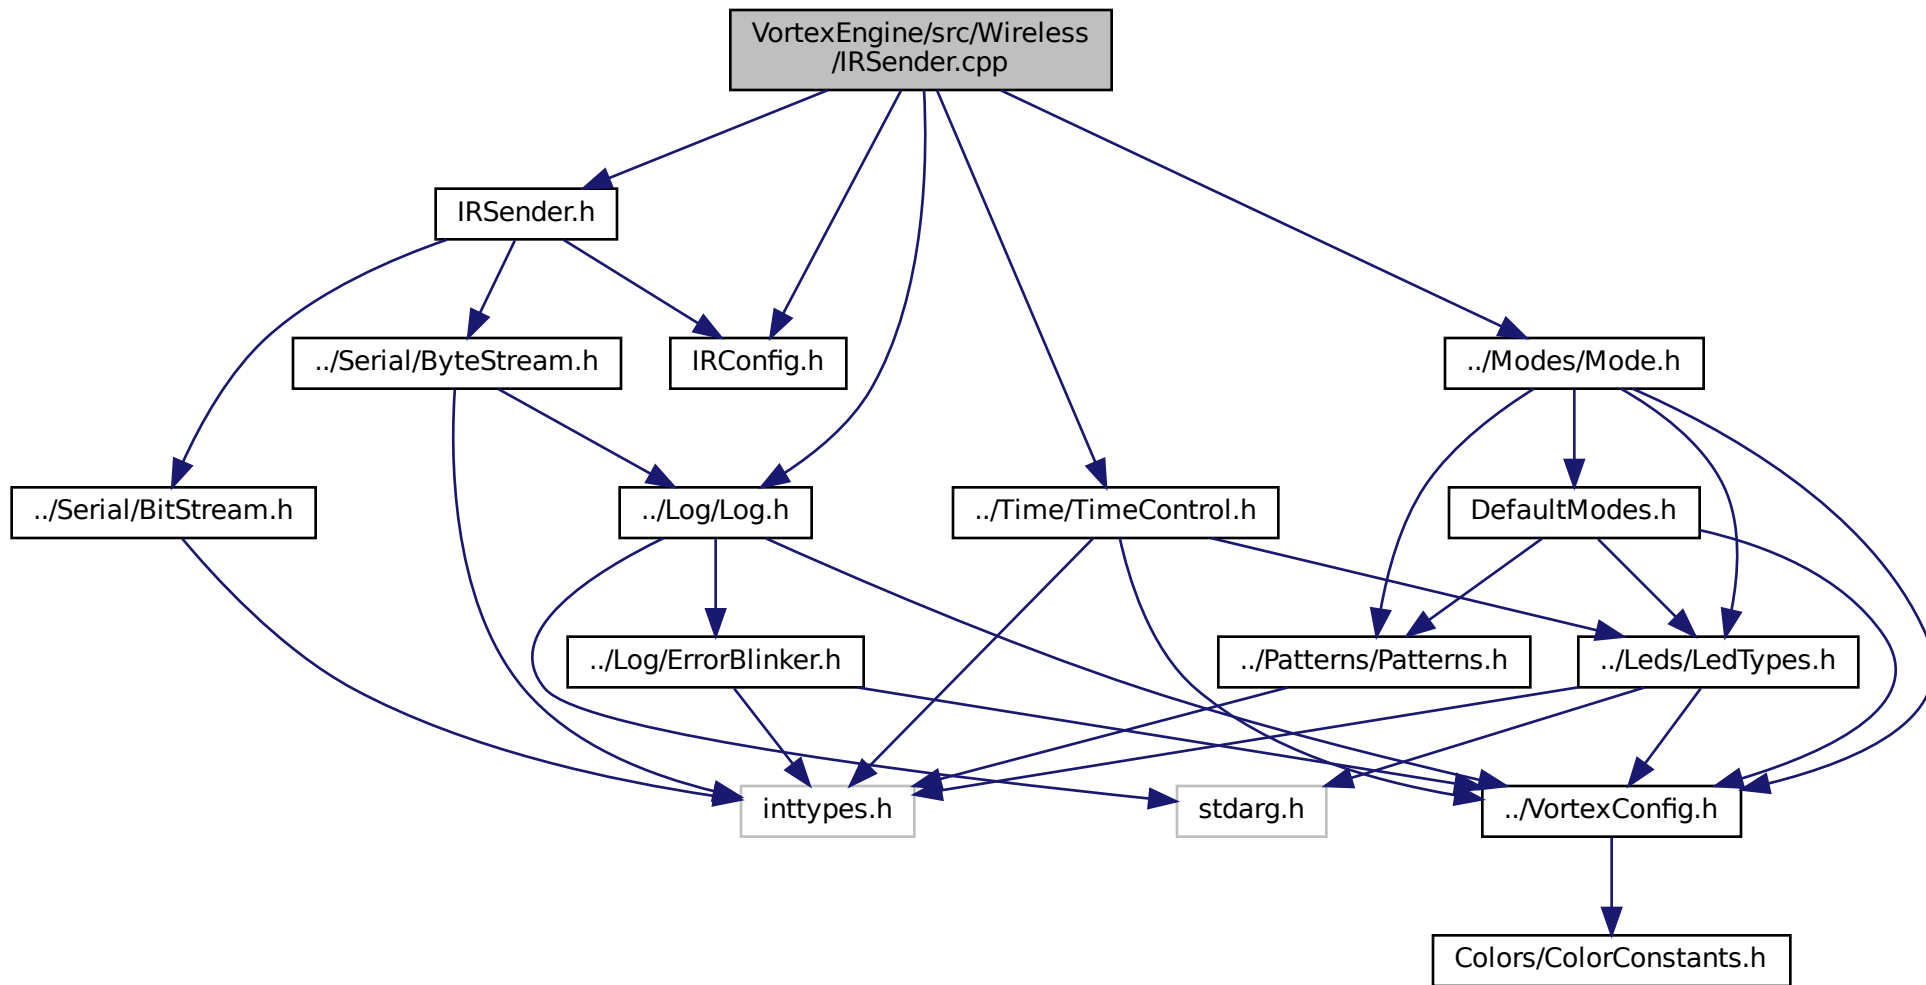 VortexEngine/src/Wireless
/IRSender.cpp
IRSender.h
../Serial/ByteStream.h
IRConfig.h
../Modes/Mode.h
../Serial/BitStream.h
../Log/Log.h
../Time/TimeControl.h
DefaultModes.h
../Log/ErrorBlinker.h
../Patterns/Patterns.h
../Leds/LedTypes.h
inttypes.h
stdarg.h
../VortexConfig.h
Colors/ColorConstants.h